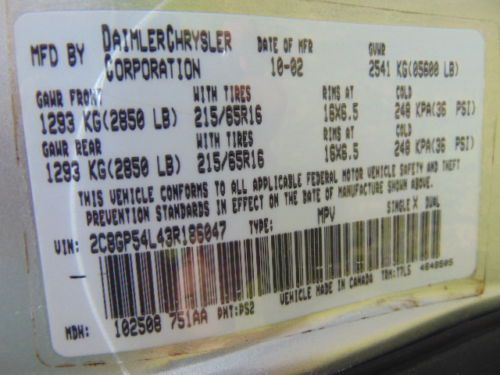 MFD BY DAIMLERCHRYSLER CORPORATION DATE OF MFR 10-02 GVWR 2541 KG(05600 LB)
GAWR FRONT WITH TIRES RIMS AT COLD
1293 KG(2850 LB) 215/65R16 16X6.5 248 KPA(36 PSI)
GAWR REAR WITH TIRES RIMS AT COLD
1293 KG(2850 LB) 215/65R16 16X6.5 248 KPA(36 PSI)
THIS VEHICLE CONFORMS TO ALL APPLICABLE FEDERAL MOTOR VEHICLE SAFETY AND THEFT
PREVENTION STANDARDS IN EFFECT ON THE DATE OF MANUFACTURE SHOWN ABOVE.
VIN: 2C8GP54L43R185047 TYPE: MPV SINGLE X DUAL
VEHICLE MADE IN CANADA TRM:T7LS
MDH: 102508 751AA PNT:PS2